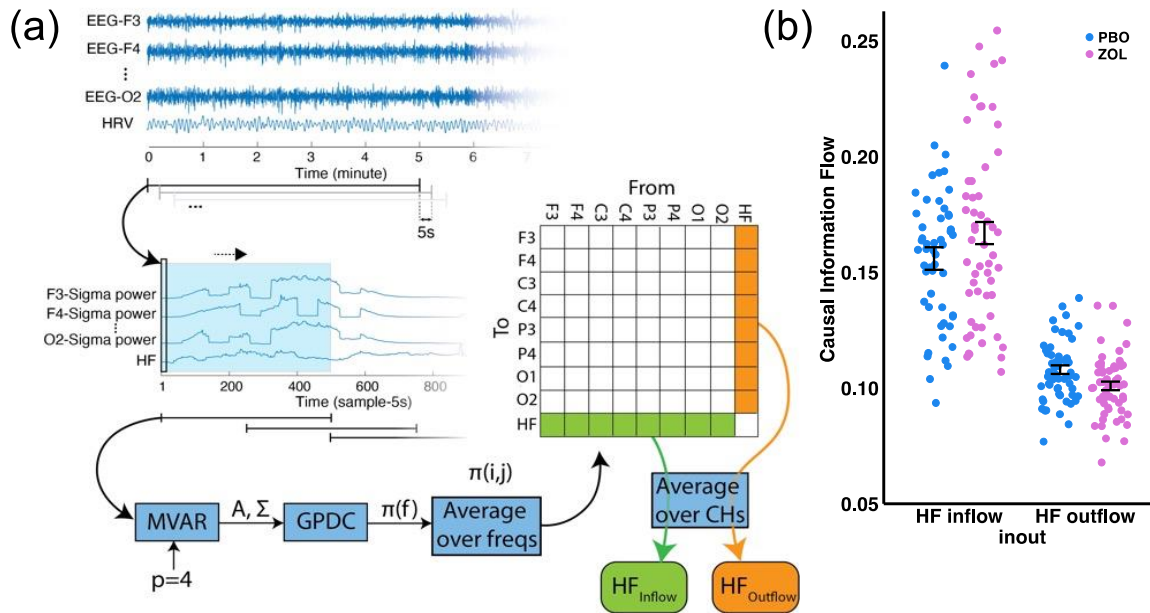 (a)
EEG-F3
EEG-F4
⋮
EEG-O2
HRV
0 1 2 3 4 5 6 7
Time (minute)
...
5s
F3-Sigma power
F4-Sigma power
O2-Sigma power
HF
1 200 400 600 800
Time (sample-5s)
From
F3 F4 C3 C4 P3 P4 O1 O2 HF
To
F3
F4
C3
C4
P3
P4
O1
O2
HF
MVAR
A, Σ
GPDC
π(f)
Average
over freqs
π(i,j)
p=4
Average
over CHs
HF Inflow
HF Outflow
(b)
PBO
ZOL
Causal Information Flow
0.25
0.20
0.15
0.10
0.05
HF inflow HF outflow
inout